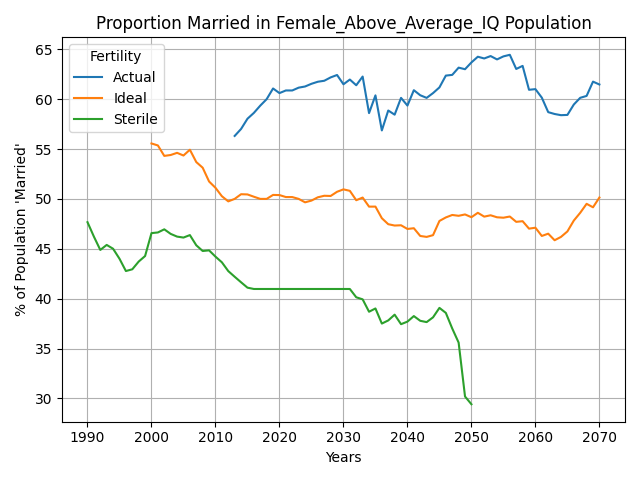 Proportion Married in Female_Above_Average_IQ Population
Fertility
Actual
Ideal
Sterile
% of Population 'Married'
65
60
55
50
45
40
35
30
1990 2000 2010 2020 2030 2040 2050 2060 2070
Years